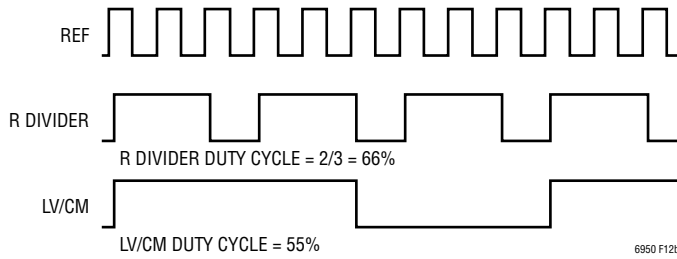 REF
R DIVIDER
R DIVIDER DUTY CYCLE = 2/3 = 66%
LV/CM
LV/CM DUTY CYCLE = 55%
6950 F12b